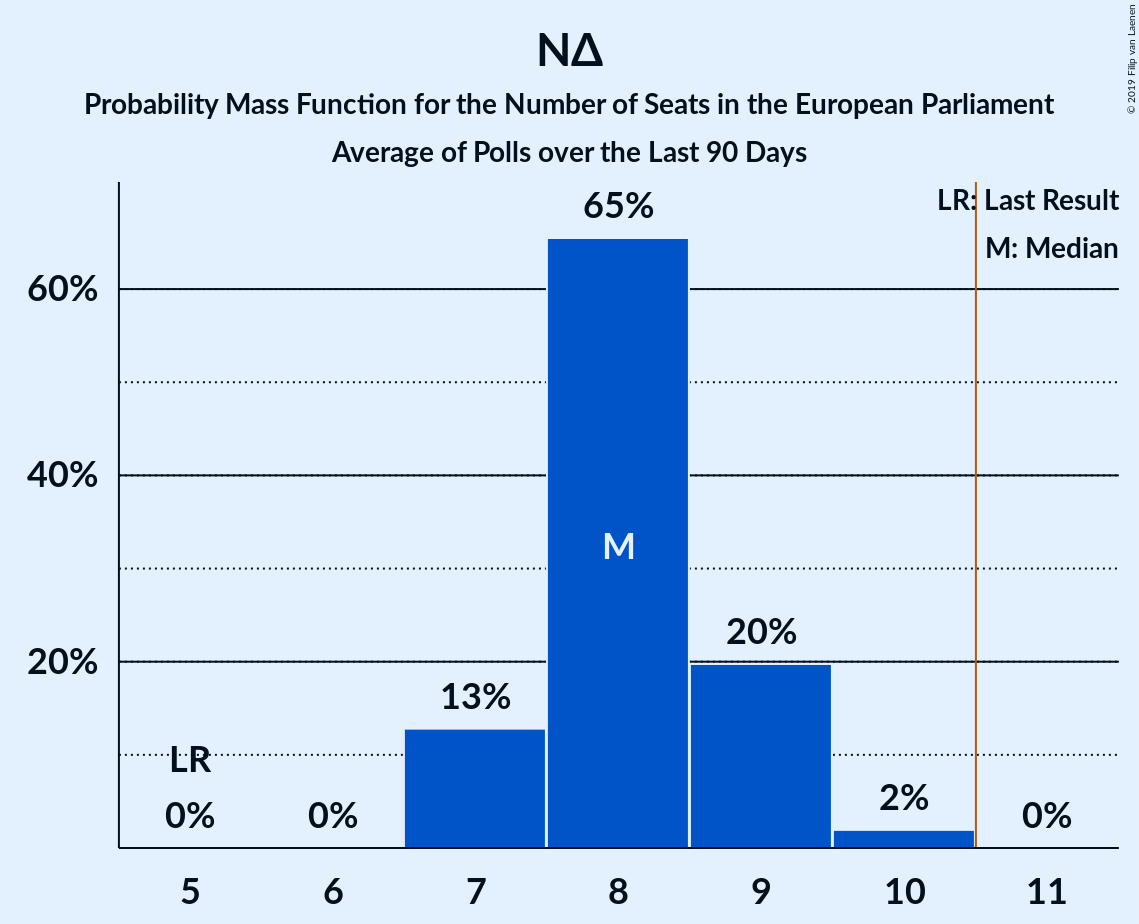 ΝΔ
Probability Mass Function for the Number of Seats in the European Parliament
Average of Polls over the Last 90 Days
© 2019 Filip van Laenen
LR: Last Result
M: Median
65%
60%
40%
M
20%
20%
13%
LR
0%
0%
2%
0%
5 6 7 8 9 10 11